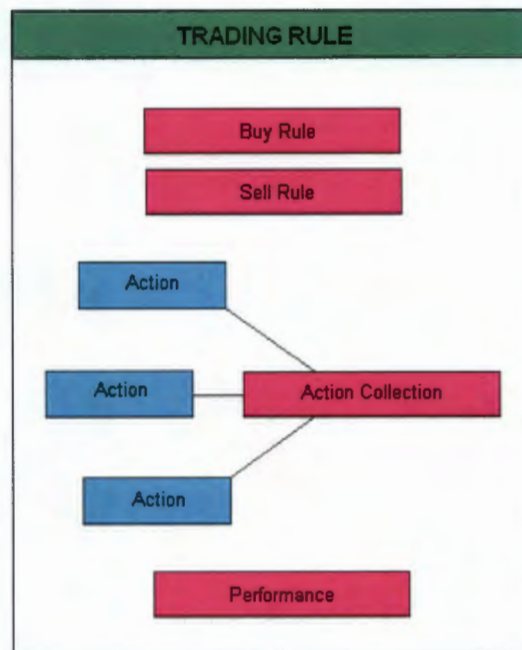 TRADING RULE
Buy Rule
Sell Rule
Action
Action
Action Collection
Action
Performance